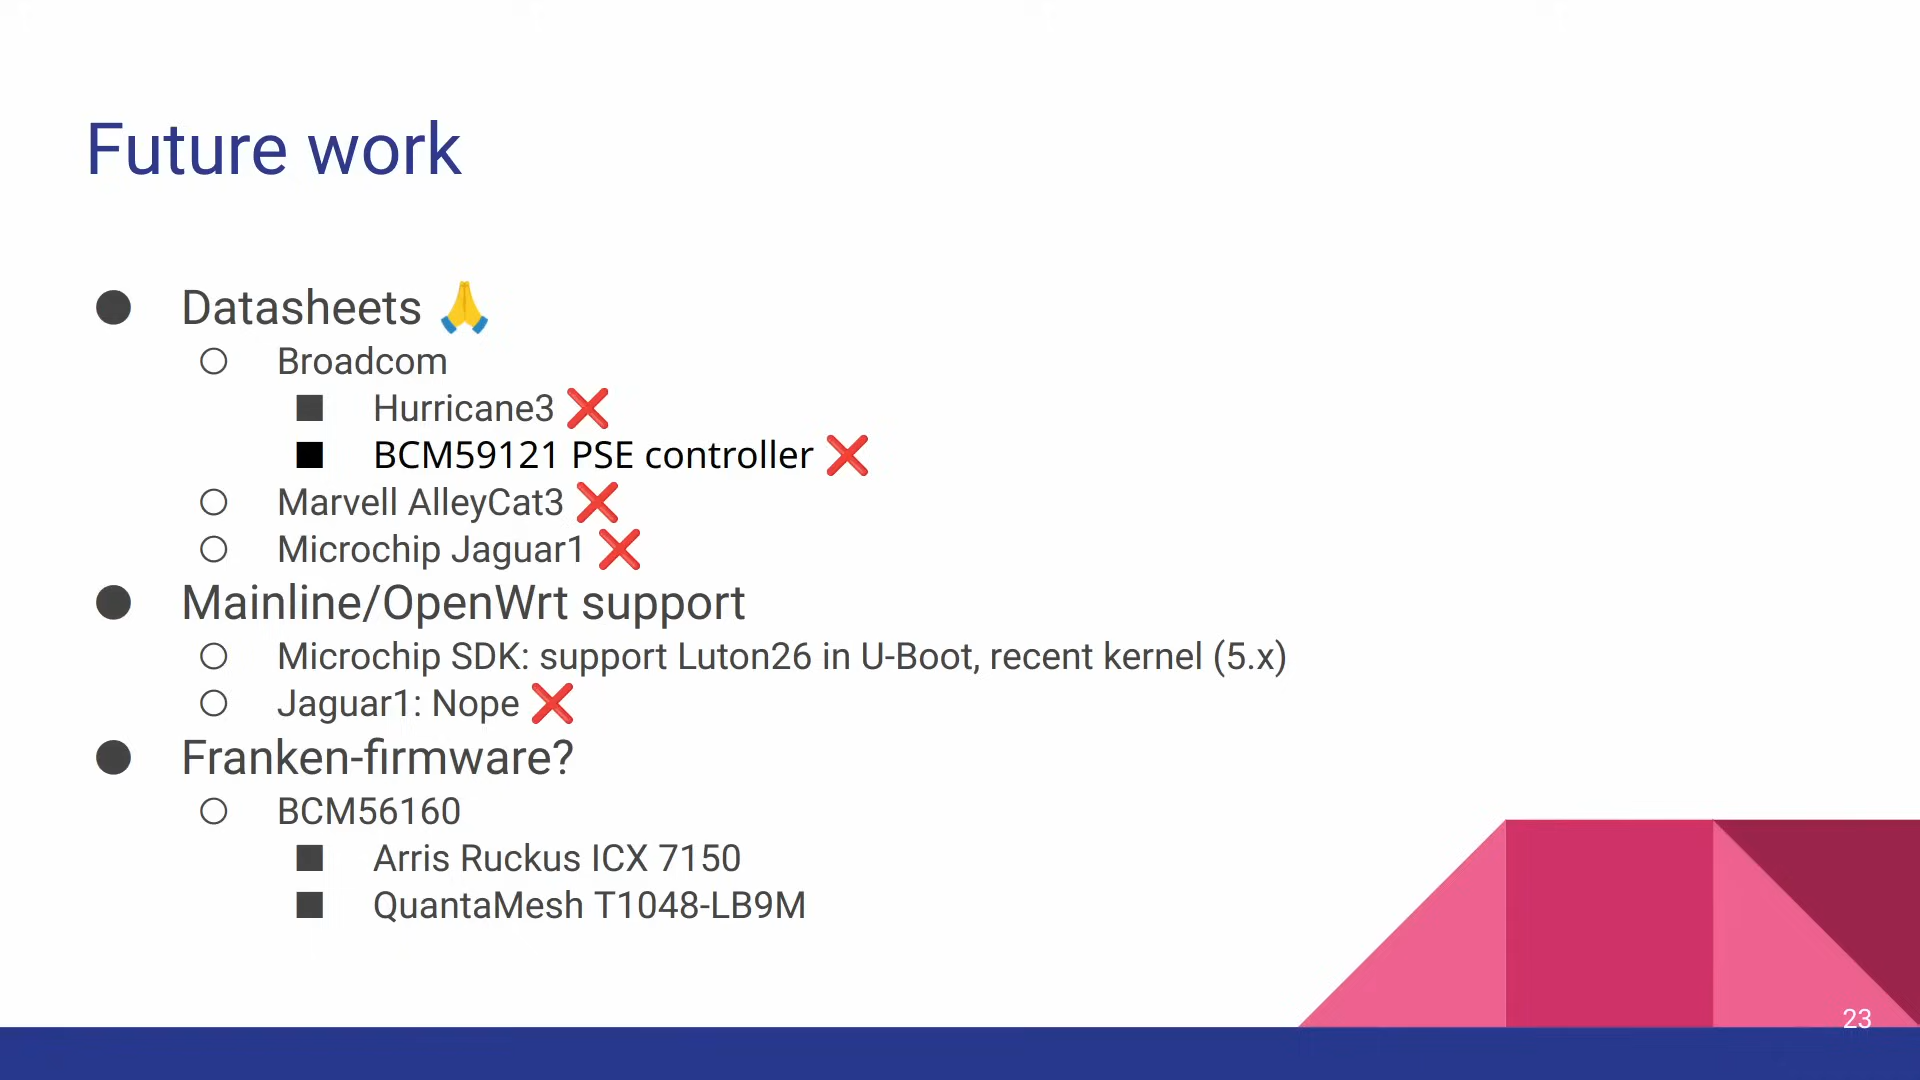 Future work
● Datasheets 🙏
○ Broadcom
■ Hurricane3 ❌
■ BCM59121 PSE controller ❌
○ Marvell AlleyCat3 ❌
○ Microchip Jaguar1 ❌
● Mainline/OpenWrt support
○ Microchip SDK: support Luton26 in U-Boot, recent kernel (5.x)
○ Jaguar1: Nope ❌
● Franken-firmware?
○ BCM56160
■ Arris Ruckus ICX 7150
■ QuantaMesh T1048-LB9M
23